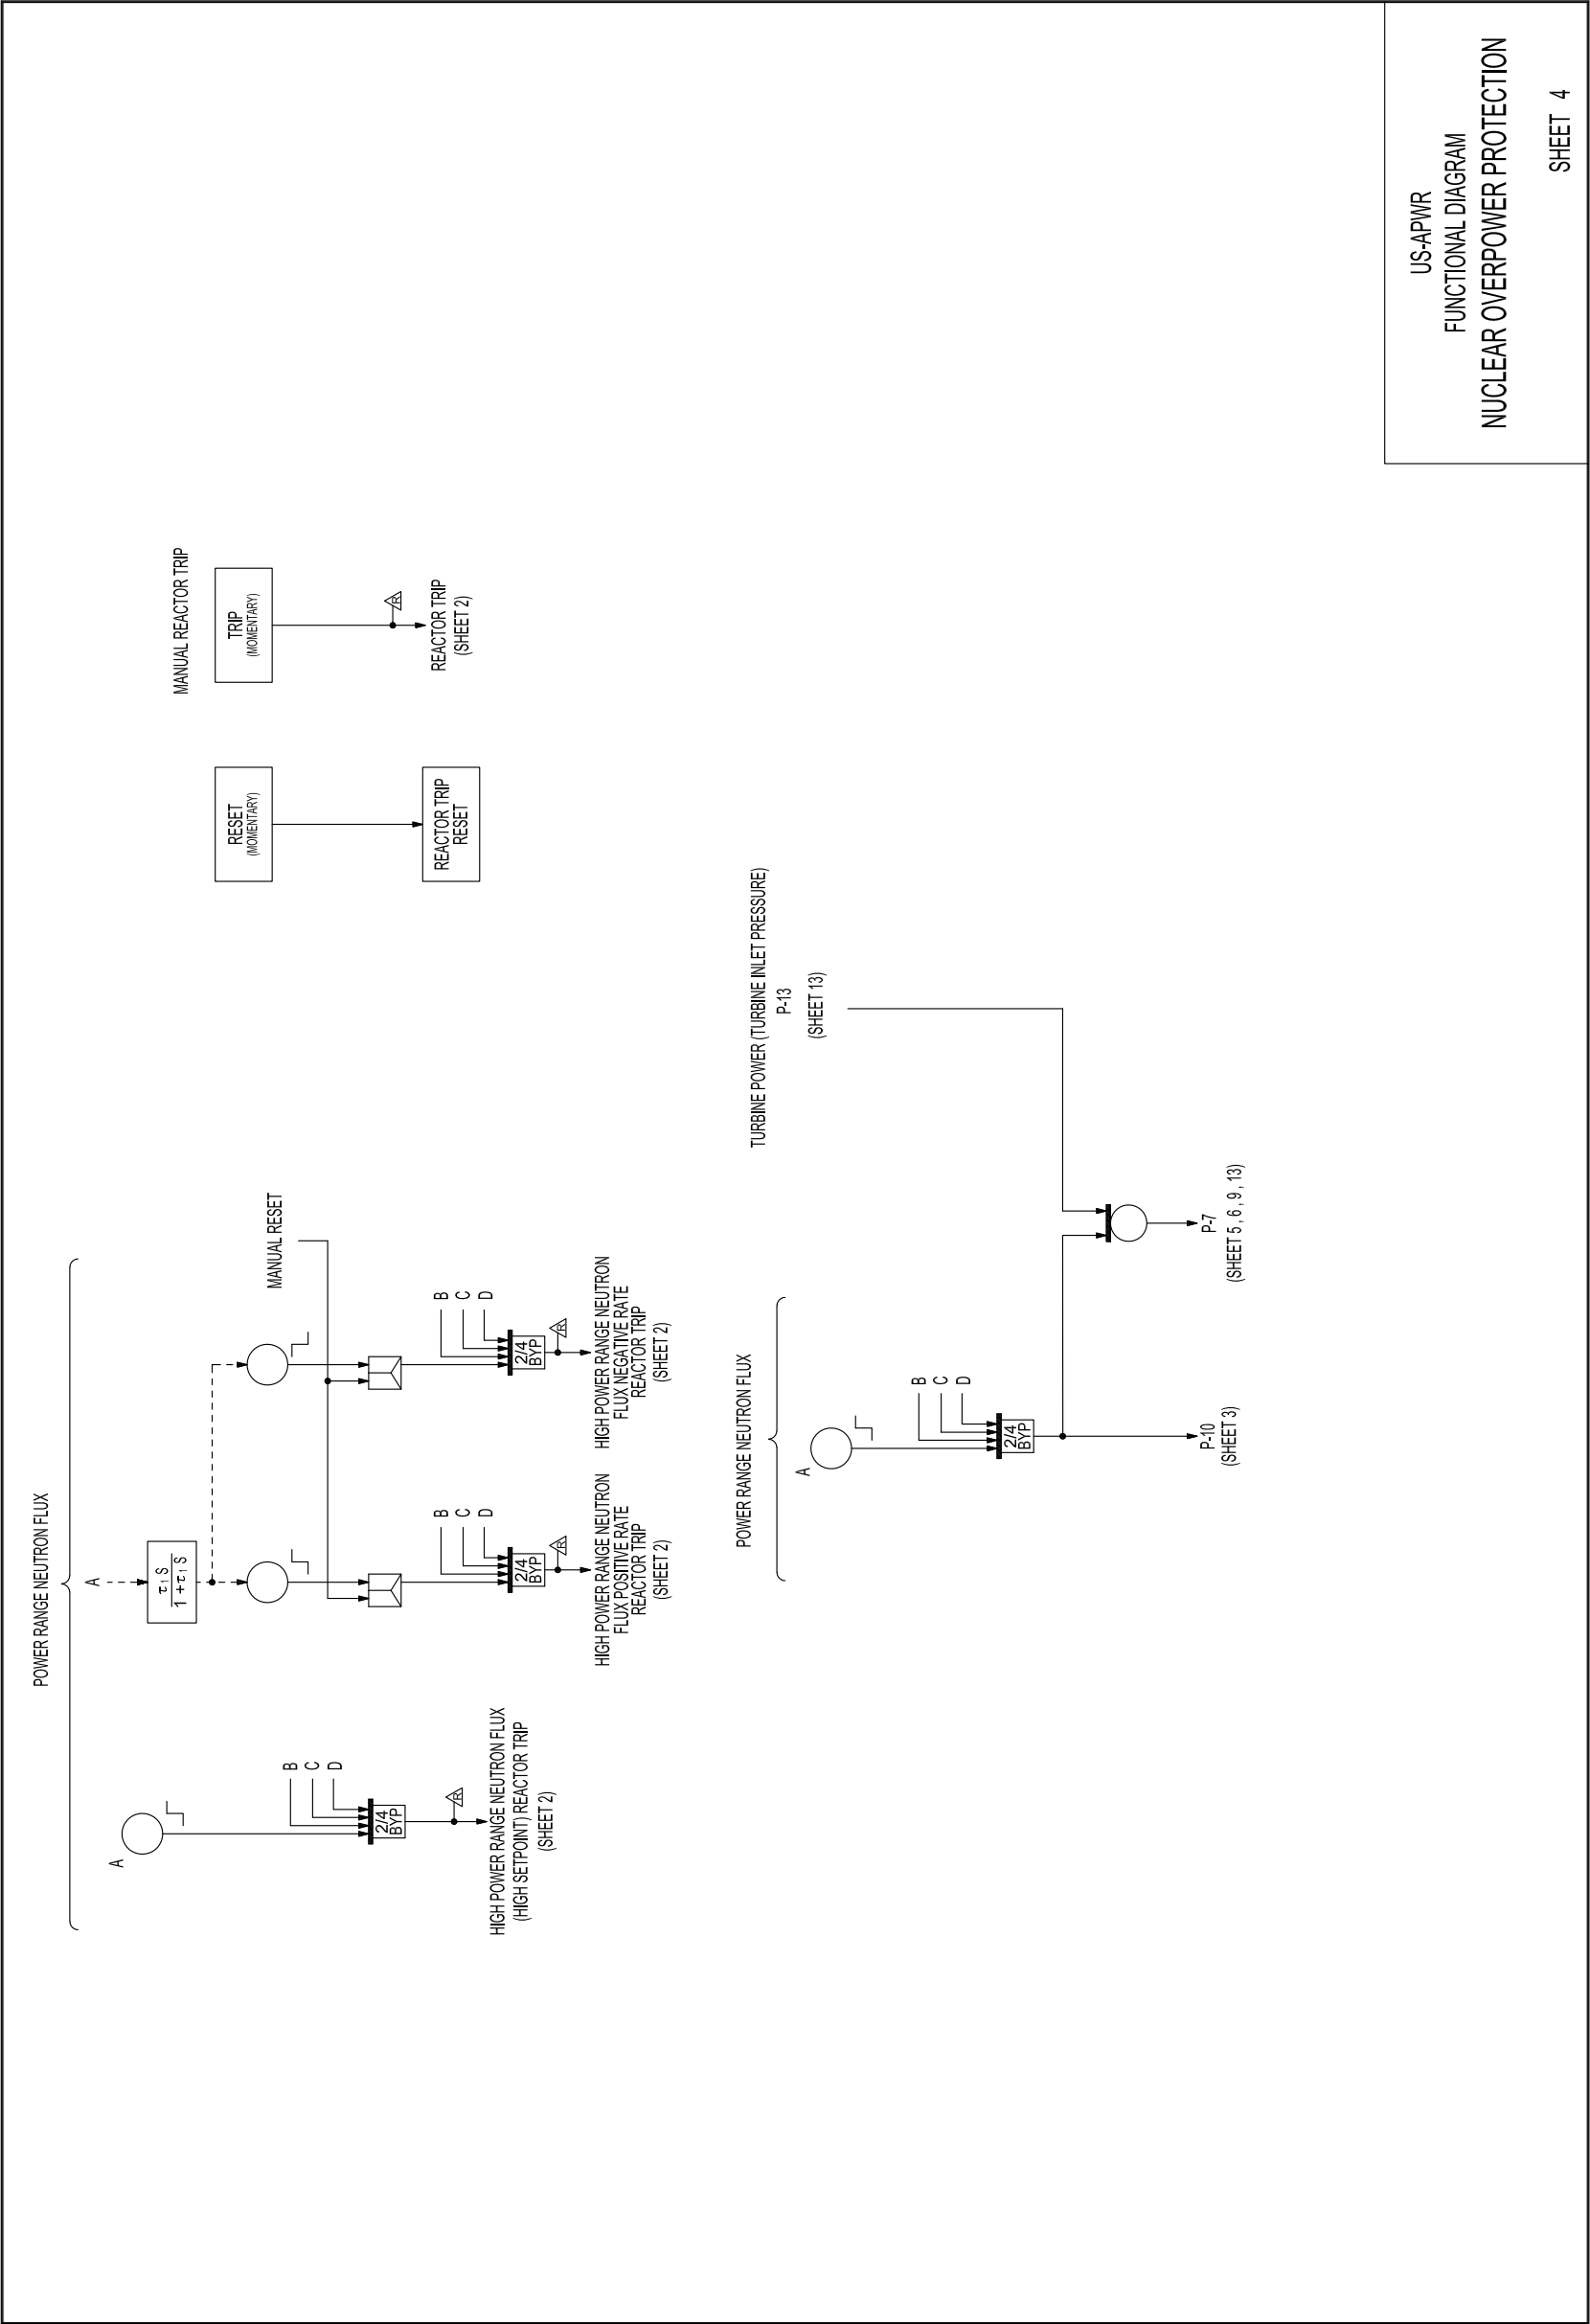 POWER RANGE NEUTRON FLUX
A
A
τ₁ S
1 + τ₁ S
MANUAL RESET
B
C
D
2/4
BYP
R
HIGH POWER RANGE NEUTRON FLUX
(HIGH SETPOINT) REACTOR TRIP
(SHEET 2)
B
C
D
2/4
BYP
R
HIGH POWER RANGE NEUTRON
FLUX POSITIVE RATE
REACTOR TRIP
(SHEET 2)
B
C
D
2/4
BYP
R
HIGH POWER RANGE NEUTRON
FLUX NEGATIVE RATE
REACTOR TRIP
(SHEET 2)
RESET
(MOMENTARY)
REACTOR TRIP
RESET
MANUAL REACTOR TRIP
TRIP
(MOMENTARY)
R
REACTOR TRIP
(SHEET 2)
POWER RANGE NEUTRON FLUX
A
B
C
D
2/4
BYP
P-10
(SHEET 3)
TURBINE POWER (TURBINE INLET PRESSURE)
P-13
(SHEET 13)
P-7
(SHEET 5 , 6 , 9 , 13)
US-APWR
FUNCTIONAL DIAGRAM
NUCLEAR OVERPOWER PROTECTION
SHEET 4